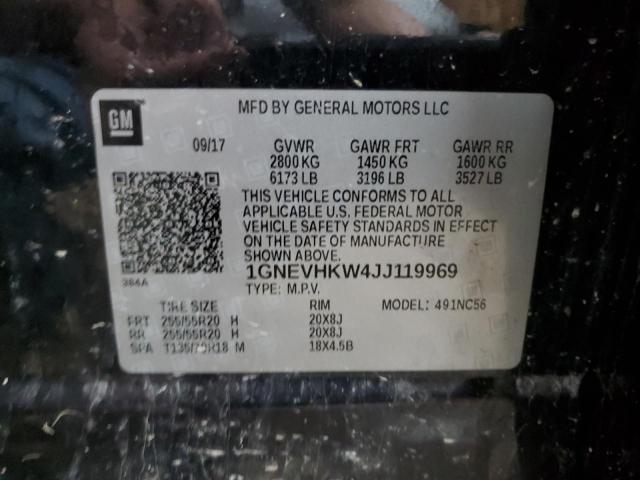 GM
MFD BY GENERAL MOTORS LLC
09/17 GVWR GAWR FRT GAWR RR
2800 KG 1450 KG 1600 KG
6173 LB 3196 LB 3527 LB
THIS VEHICLE CONFORMS TO ALL
APPLICABLE U.S. FEDERAL MOTOR
VEHICLE SAFETY STANDARDS IN EFFECT
ON THE DATE OF MANUFACTURE
SHOWN ABOVE.
384A
1GNEVHKW4JJ119969
TYPE: M.P.V.
TIRE SIZE RIM MODEL: 491NC56
FRT 255/55R20 H 20X8J
RR 255/55R20 H 20X8J
SPA T135/70R18 M 18X4.5B